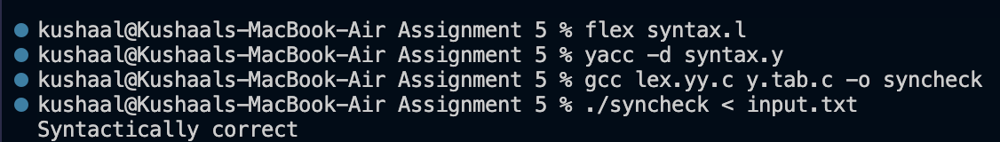 kushaal@Kushaals-MacBook-Air Assignment 5 % flex syntax.l
kushaal@Kushaals-MacBook-Air Assignment 5 % yacc -d syntax.y
kushaal@Kushaals-MacBook-Air Assignment 5 % gcc lex.yy.c y.tab.c -o syncheck
kushaal@Kushaals-MacBook-Air Assignment 5 % ./syncheck < input.txt
Syntactically correct